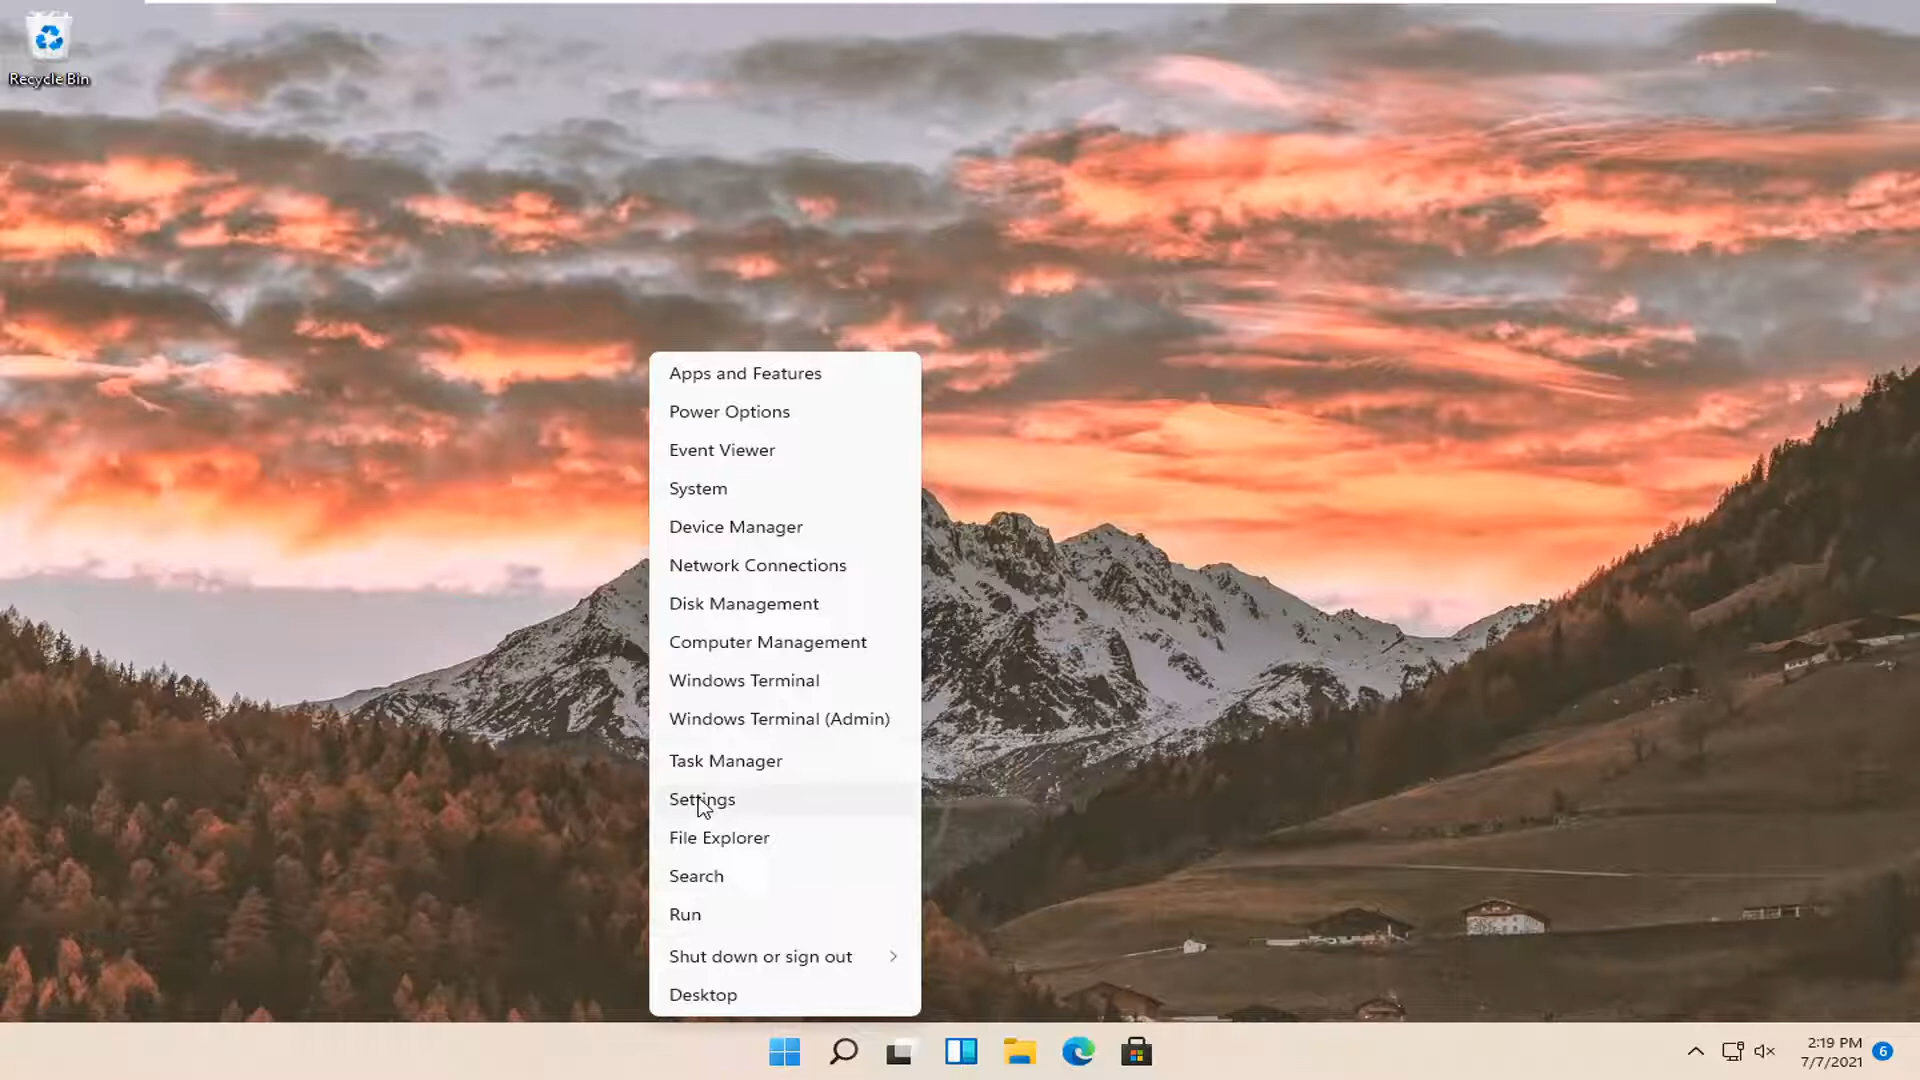 Recycle Bin
Apps and Features
Power Options
Event Viewer
System
Device Manager
Network Connections
Disk Management
Computer Management
Windows Terminal
Windows Terminal (Admin)
Task Manager
Settings
File Explorer
Search
Run
Shut down or sign out
Desktop
2:19 PM
7/7/2021
6